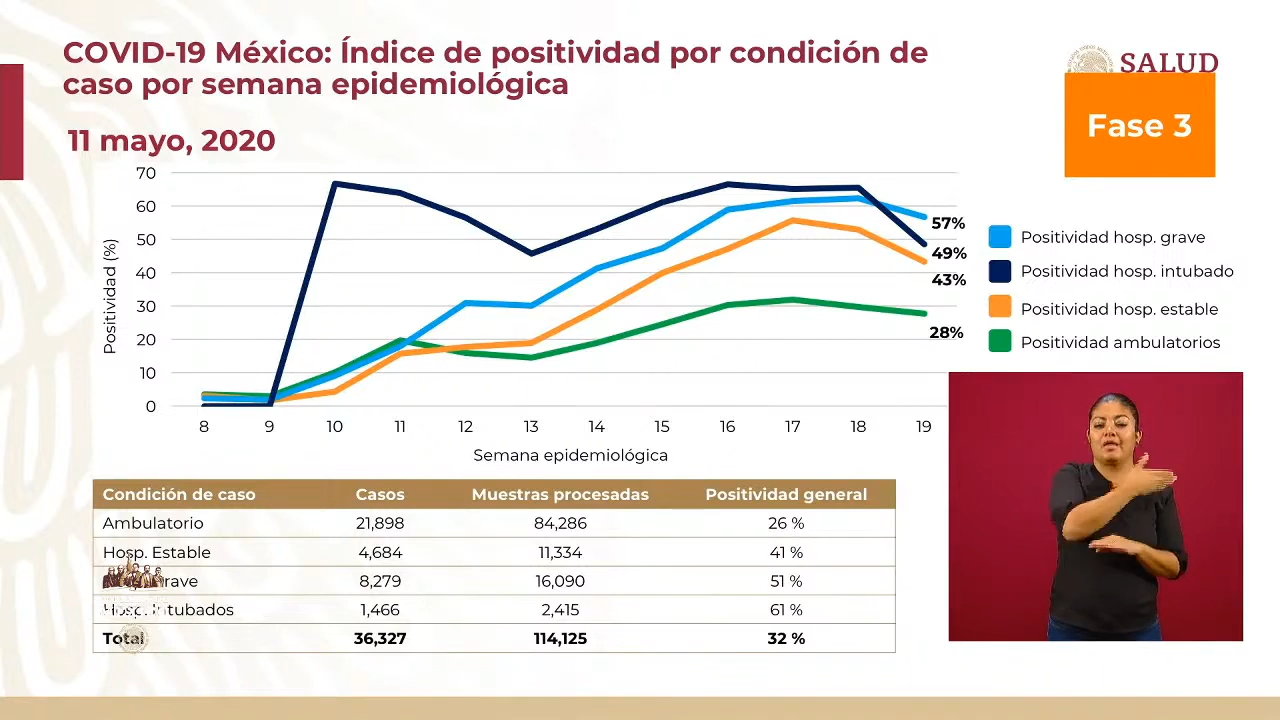 COVID-19 México: Índice de positividad por condición de
caso por semana epidemiológica
11 mayo, 2020
SALUD
Fase 3
Positividad (%)
70
60
50
40
30
20
10
0
8 9 10 11 12 13 14 15 16 17 18 19
Semana epidemiológica
57%
49%
43%
28%
Positividad hosp. grave
Positividad hosp. intubado
Positividad hosp. estable
Positividad ambulatorios
Condición de caso Casos Muestras procesadas Positividad general
Ambulatorio 21,898 84,286 26 %
Hosp. Estable 4,684 11,334 41 %
rave 8,279 16,090 51 %
Hosp. Intubados 1,466 2,415 61 %
Total 36,327 114,125 32 %